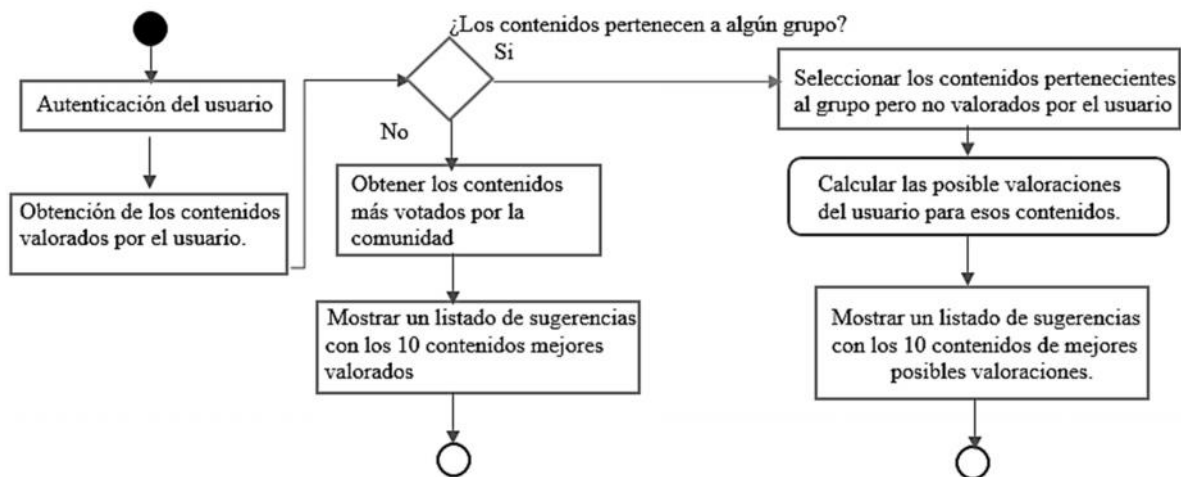 ¿Los contenidos pertenecen a algún grupo?
Si
No
Autenticación del usuario
Obtención de los contenidos
valorados por el usuario.
Obtener los contenidos
más votados por la
comunidad
Mostrar un listado de sugerencias
con los 10 contenidos mejores
valorados
Seleccionar los contenidos pertenecientes
al grupo pero no valorados por el usuario
Calcular las posible valoraciones
del usuario para esos contenidos.
Mostrar un listado de sugerencias
con los 10 contenidos de mejores
posibles valoraciones.